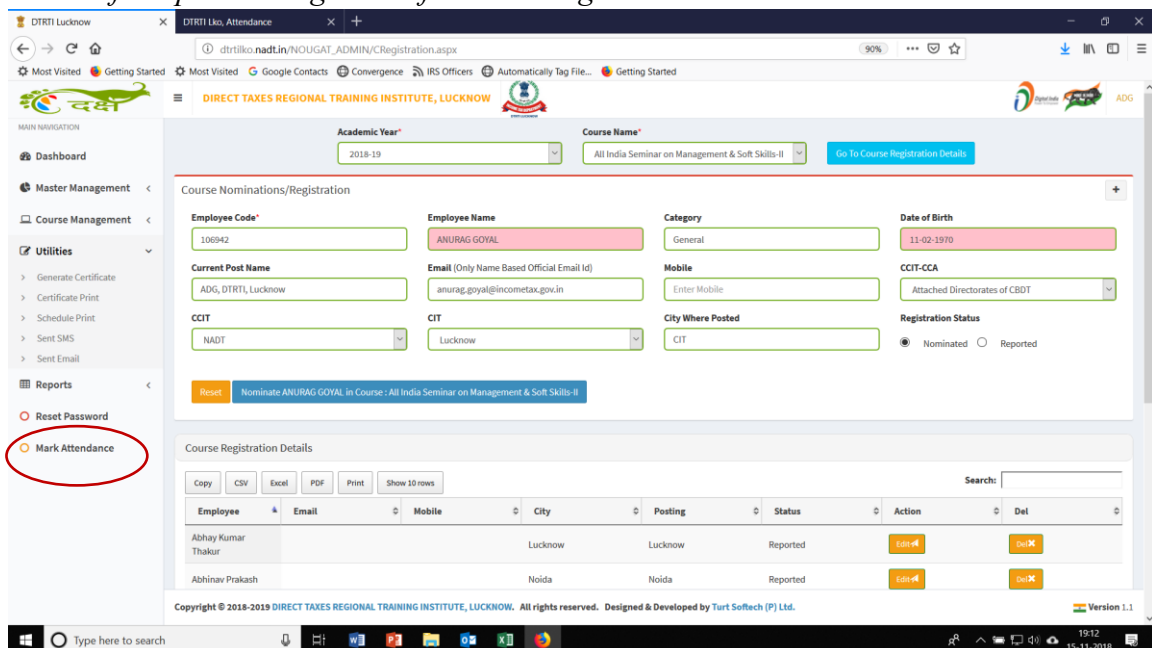 DTRTI Lucknow
DTRTI Lko, Attendance
dtrtilko.nadt.in/NOUGAT_ADMIN/CRegistration.aspx
90%
Most Visited Getting Started Most Visited Google Contacts Convergence IRS Officers Automatically Tag File... Getting Started
दक्ष
DIRECT TAXES REGIONAL TRAINING INSTITUTE, LUCKNOW
Digital India
ADG
MAIN NAVIGATION
Dashboard
Master Management
Course Management
Utilities
Generate Certificate
Certificate Print
Schedule Print
Sent SMS
Sent Email
Reports
Reset Password
Mark Attendance
Academic Year* Course Name*
2018-19 All India Seminar on Management & Soft Skills-II Go To Course Registration Details
Course Nominations/Registration
Employee Code* Employee Name Category Date of Birth
106942 ANURAG GOYAL General 11-02-1970
Current Post Name Email (Only Name Based Official Email Id) Mobile CCIT-CCA
ADG, DTRTI, Lucknow anurag.goyal@incometax.gov.in Enter Mobile Attached Directorates of CBDT
CCIT CIT City Where Posted Registration Status
NADT Lucknow CIT Nominated Reported
Reset Nominate ANURAG GOYAL in Course : All India Seminar on Management & Soft Skills-II
Course Registration Details
Copy CSV Excel PDF Print Show 10 rows Search:
Employee Email Mobile City Posting Status Action Del
Abhay Kumar Thakur Lucknow Lucknow Reported Edit Del
Abhinav Prakash Noida Noida Reported Edit Del
Copyright © 2018-2019 DIRECT TAXES REGIONAL TRAINING INSTITUTE, LUCKNOW. All rights reserved. Designed & Developed by Turt Softech (P) Ltd. Version 1.1
Type here to search
19:12
15-11-2018